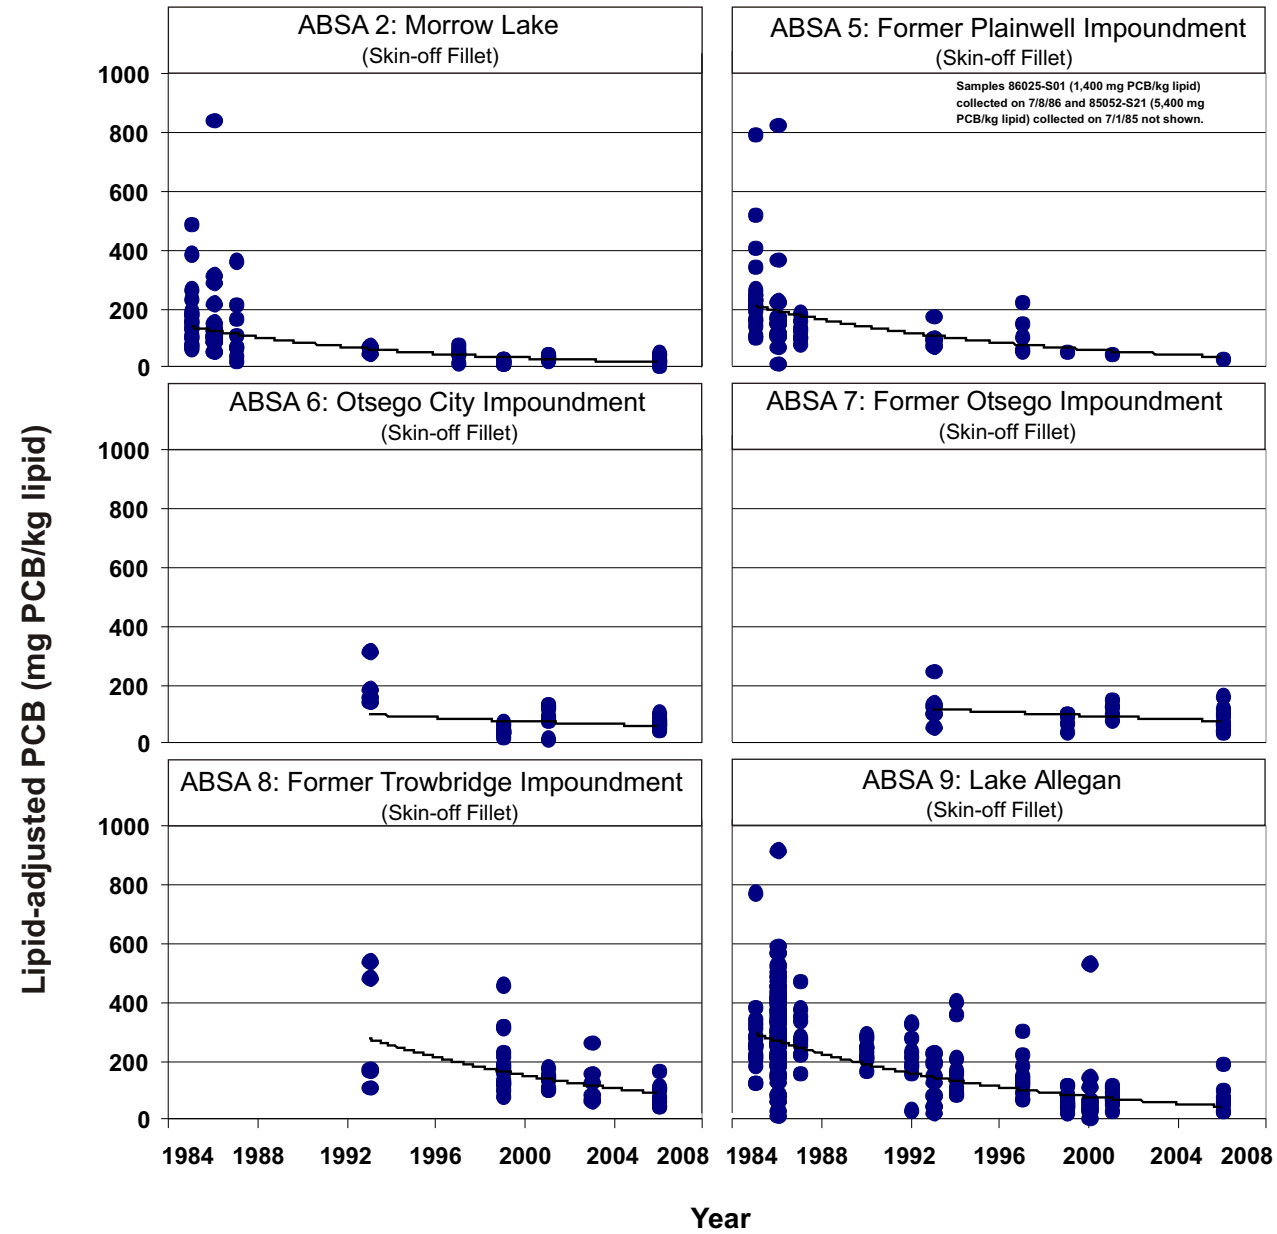 ABSA 2: Morrow Lake
(Skin-off Fillet)
ABSA 5: Former Plainwell Impoundment
(Skin-off Fillet)
Samples 86025-S01 (1,400 mg PCB/kg lipid)
collected on 7/8/86 and 85052-S21 (5,400 mg
PCB/kg lipid) collected on 7/1/85 not shown.
1000
800
600
400
200
0
ABSA 6: Otsego City Impoundment
(Skin-off Fillet)
ABSA 7: Former Otsego Impoundment
(Skin-off Fillet)
1000
800
600
400
200
0
Lipid-adjusted PCB (mg PCB/kg lipid)
ABSA 8: Former Trowbridge Impoundment
(Skin-off Fillet)
ABSA 9: Lake Allegan
(Skin-off Fillet)
1000
800
600
400
200
0
1984 1988 1992 1996 2000 2004 2008
1984 1988 1992 1996 2000 2004 2008
Year